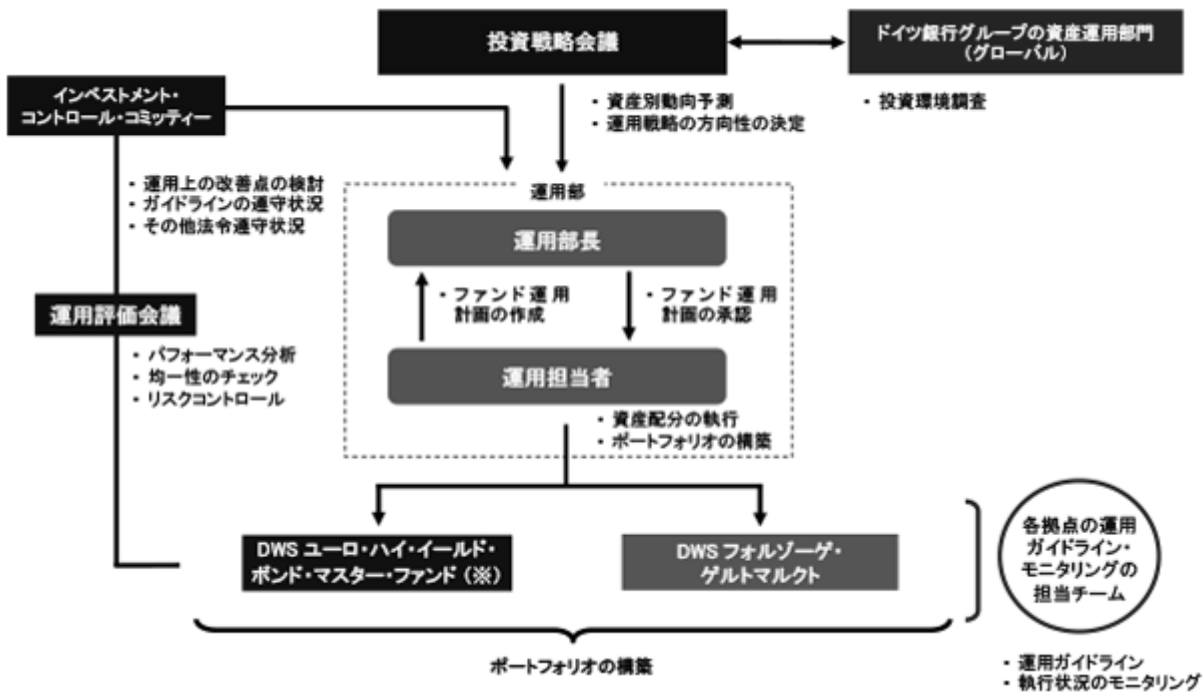 投資戦略会議
ドイツ銀行グループの資産運用部門
(グローバル)
インベストメント・
コントロール・コミッティー
・資産別動向予測
・運用戦略の方向性の決定
・投資環境調査
・運用上の改善点の検討
・ガイドラインの遵守状況
・その他法令遵守状況
運用部
運用部長
・ファンド運用
計画の作成
・ファンド運用
計画の承認
運用評価会議
・パフォーマンス分析
・均一性のチェック
・リスクコントロール
運用担当者
・資産配分の執行
・ポートフォリオの構築
DWS ユーロ・ハイ・イールド・
ボンド・マスター・ファンド(※)
DWS フォルゾーゲ・
ゲルトマルクト
各拠点の運用
ガイドライン・
モニタリングの
担当チーム
ポートフォリオの構築
・運用ガイドライン
・執行状況のモニタリング